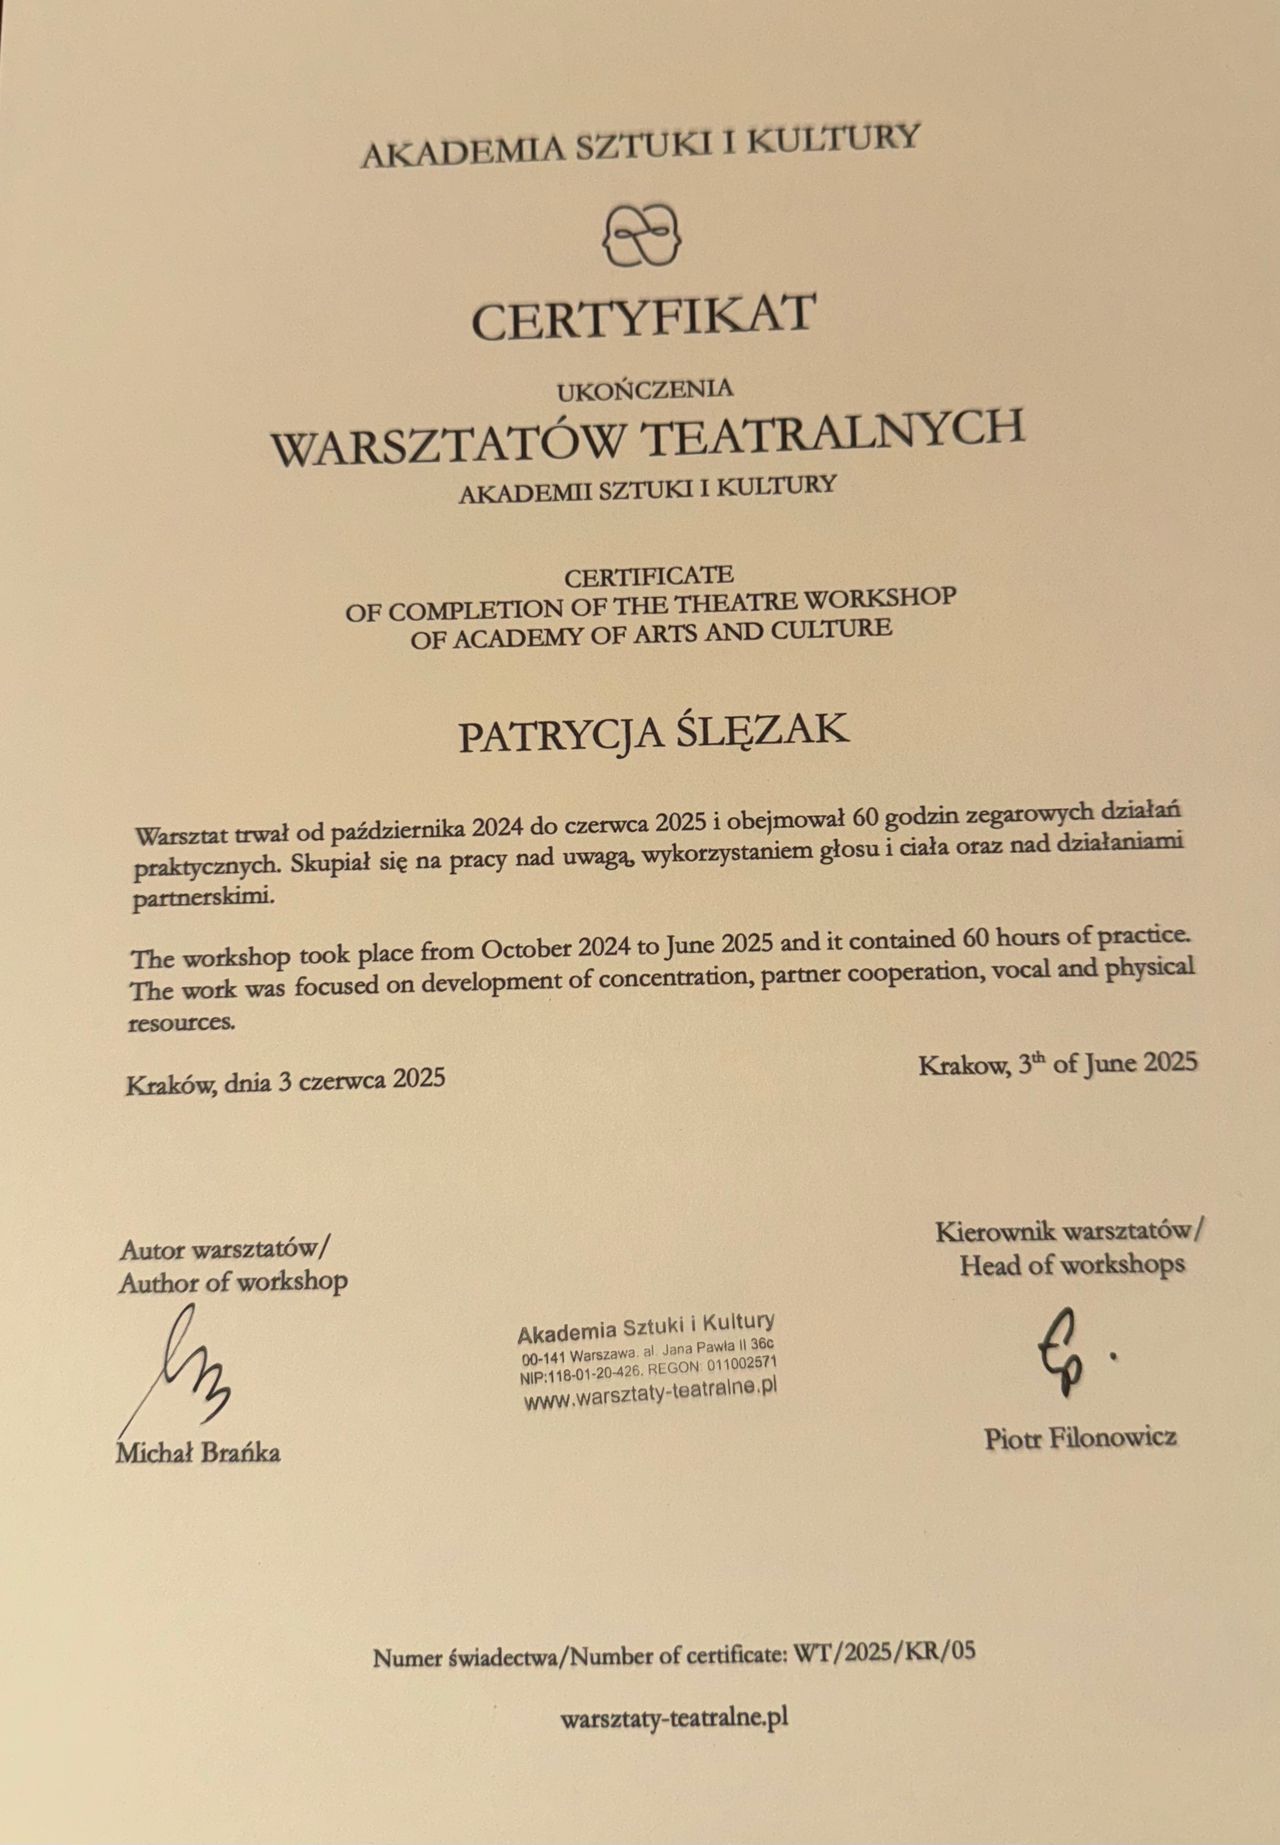 AKADEMIA SZTUKI I KULTURY
CERTYFIKAT
UKOŃCZENIA
WARSZTATÓW TEATRALNYCH
AKADEMII SZTUKI I KULTURY
CERTIFICATE
OF COMPLETION OF THE THEATRE WORKSHOP
OF ACADEMY OF ARTS AND CULTURE
PATRYCJA ŚLĘZAK
Warsztat trwał od października 2024 do czerwca 2025 i obejmował 60 godzin zegarowych działań
praktycznych. Skupiał się na pracy nad uwagą, wykorzystaniem głosu i ciała oraz nad działaniami
partnerskimi.
The workshop took place from October 2024 to June 2025 and it contained 60 hours of practice.
The work was focused on development of concentration, partner cooperation, vocal and physical
resources.
Kraków, dnia 3 czerwca 2025
Krakow, 3th of June 2025
Autor warsztatów/
Author of workshop
Michał Brańka
Akademia Sztuki i Kultury
00-141 Warszawa. al. Jana Pawła II 36c
NIP:118-01-20-426. REGON: 011002571
www.warsztaty-teatralne.pl
Kierownik warsztatów/
Head of workshops
Piotr Filonowicz
Numer świadectwa/Number of certificate: WT/2025/KR/05
warsztaty-teatralne.pl